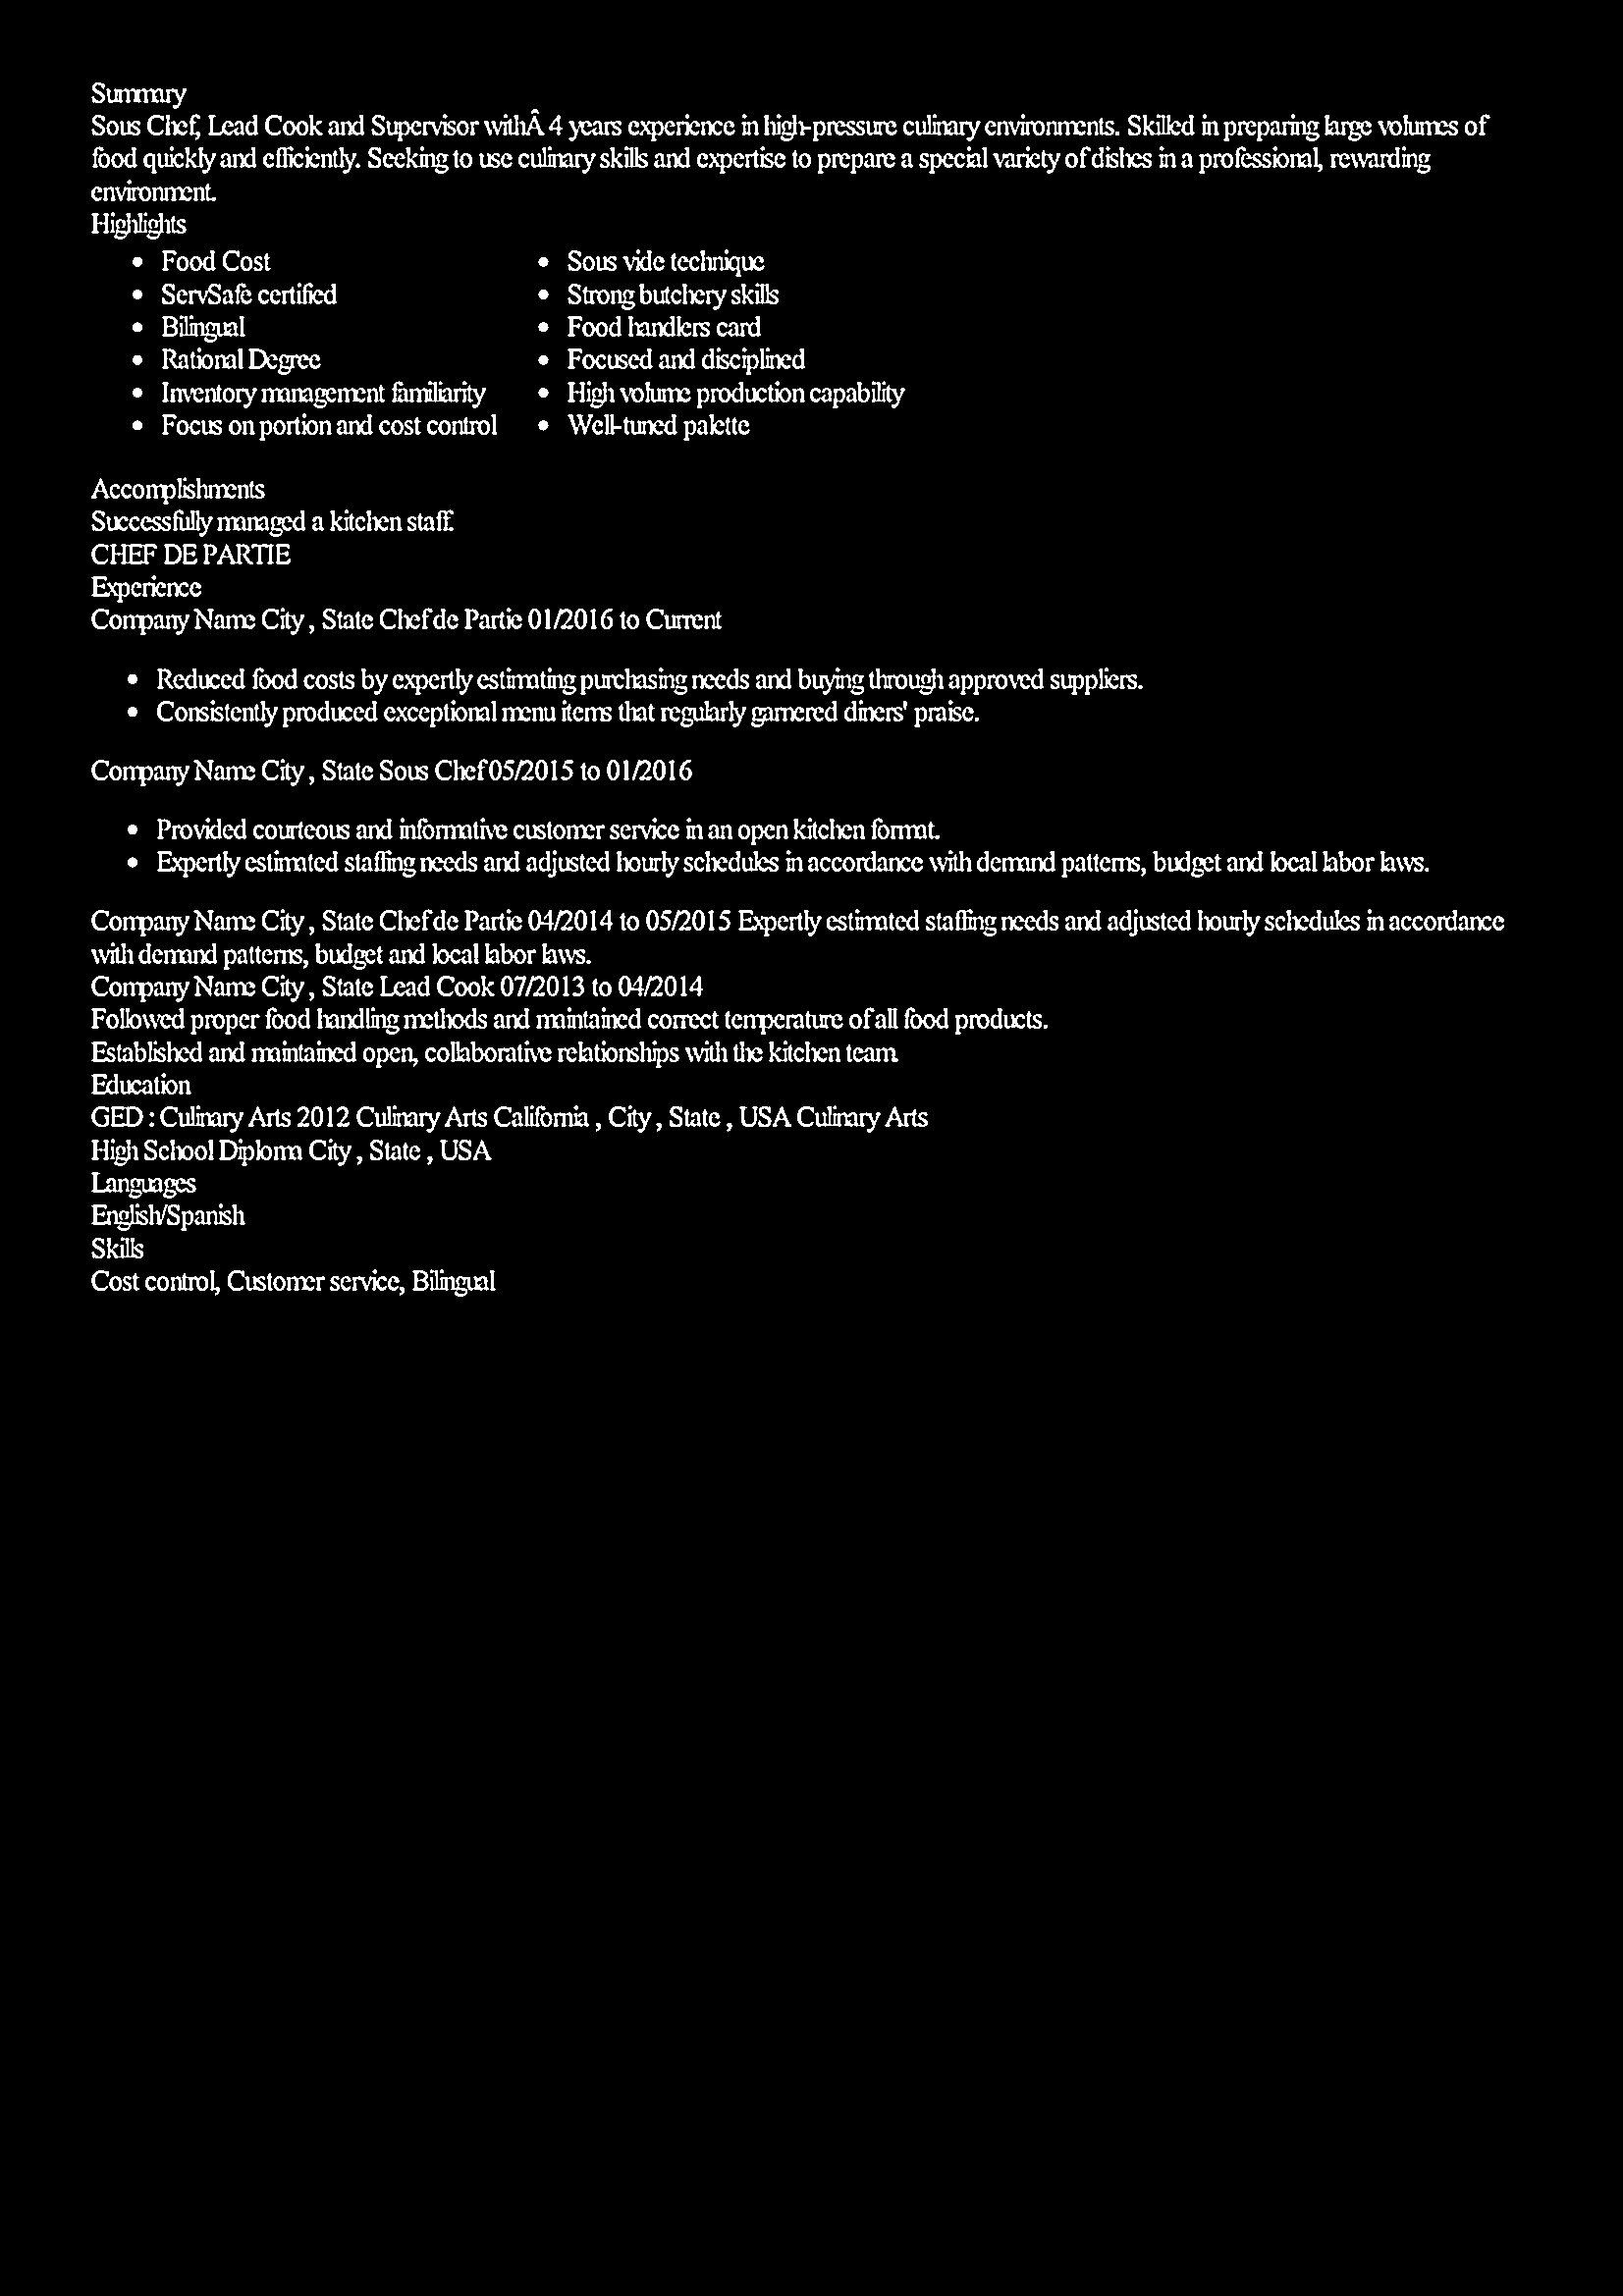 Summary
Sous Chef, Lead Cook and Supervisor withÂ 4 years experience in high-pressure culinary environments. Skilled in preparing large volumes of
food quickly and efficiently. Seeking to use culinary skills and expertise to prepare a special variety of dishes in a professional, rewarding
environment.
Highlights
• Food Cost
• ServSafe certified
• Bilingual
• Rational Degree
• Inventory management familiarity
• Focus on portion and cost control
• Sous vide technique
• Strong butchery skills
• Food handlers card
• Focused and disciplined
• High volume production capability
• Well-tuned palette
Accomplishments
Successfully managed a kitchen staff.
CHEF DE PARTIE
Experience
Company Name City , State Chef de Partie 01/2016 to Current
• Reduced food costs by expertly estimating purchasing needs and buying through approved suppliers.
• Consistently produced exceptional menu items that regularly garnered diners' praise.
Company Name City , State Sous Chef 05/2015 to 01/2016
• Provided courteous and informative customer service in an open kitchen format.
• Expertly estimated staffing needs and adjusted hourly schedules in accordance with demand patterns, budget and local labor laws.
Company Name City , State Chef de Partie 04/2014 to 05/2015 Expertly estimated staffing needs and adjusted hourly schedules in accordance
with demand patterns, budget and local labor laws.
Company Name City , State Lead Cook 07/2013 to 04/2014
Followed proper food handling methods and maintained correct temperature of all food products.
Established and maintained open, collaborative relationships with the kitchen team.
Education
GED : Culinary Arts 2012 Culinary Arts California , City , State , USA Culinary Arts
High School Diploma City , State , USA
Languages
English/Spanish
Skills
Cost control, Customer service, Bilingual